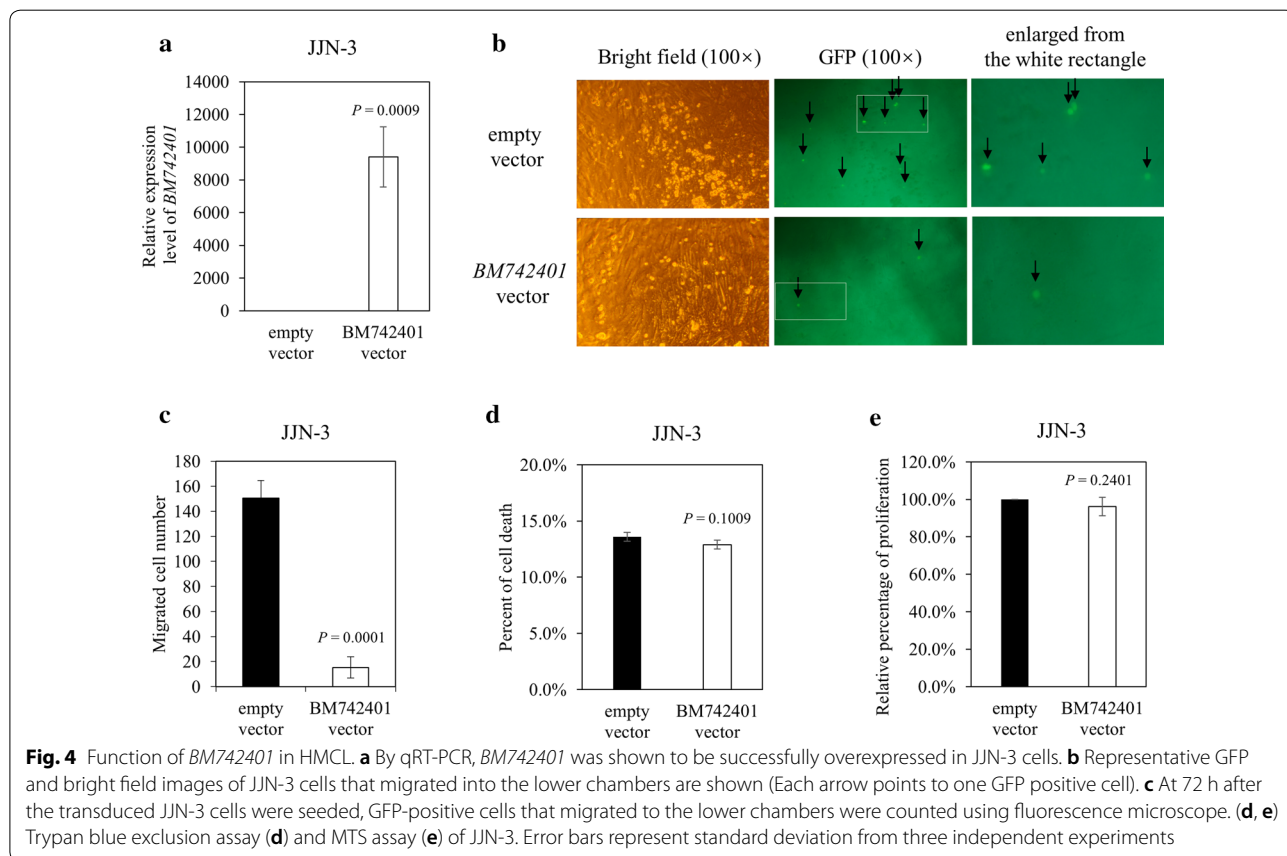 a
JJN-3
Relative expression
level of BM742401
14000
12000
10000
8000
6000
4000
2000
0
P = 0.0009
empty
vector
BM742401
vector
b
Bright field (100×)
GFP (100×)
enlarged from
the white rectangle
empty
vector
BM742401
vector
c
JJN-3
Migrated cell number
180
160
140
120
100
80
60
40
20
0
P = 0.0001
empty
vector
BM742401
vector
d
JJN-3
Percent of cell death
20.0%
15.0%
10.0%
5.0%
0.0%
P = 0.1009
empty
vector
BM742401
vector
e
JJN-3
Relative percentage of proliferation
120.0%
100.0%
80.0%
60.0%
40.0%
20.0%
0.0%
P = 0.2401
empty
vector
BM742401
vector
Fig. 4 Function of BM742401 in HMCL. a By qRT-PCR, BM742401 was shown to be successfully overexpressed in JJN-3 cells. b Representative GFP
and bright field images of JJN-3 cells that migrated into the lower chambers are shown (Each arrow points to one GFP positive cell). c At 72 h after
the transduced JJN-3 cells were seeded, GFP-positive cells that migrated to the lower chambers were counted using fluorescence microscope. (d, e)
Trypan blue exclusion assay (d) and MTS assay (e) of JJN-3. Error bars represent standard deviation from three independent experiments